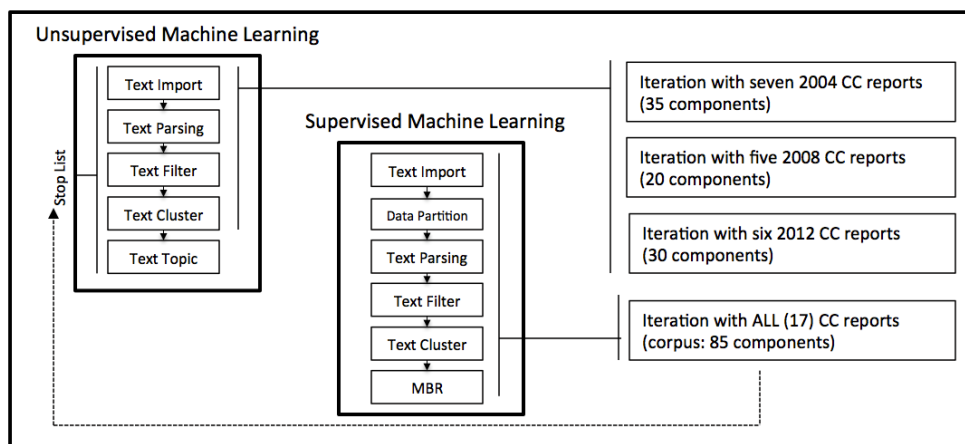 Unsupervised Machine Learning
Text Import
Text Parsing
Text Filter
Text Cluster
Text Topic
Stop List
Supervised Machine Learning
Text Import
Data Partition
Text Parsing
Text Filter
Text Cluster
MBR
Iteration with seven 2004 CC reports
(35 components)
Iteration with five 2008 CC reports
(20 components)
Iteration with six 2012 CC reports
(30 components)
Iteration with ALL (17) CC reports
(corpus: 85 components)